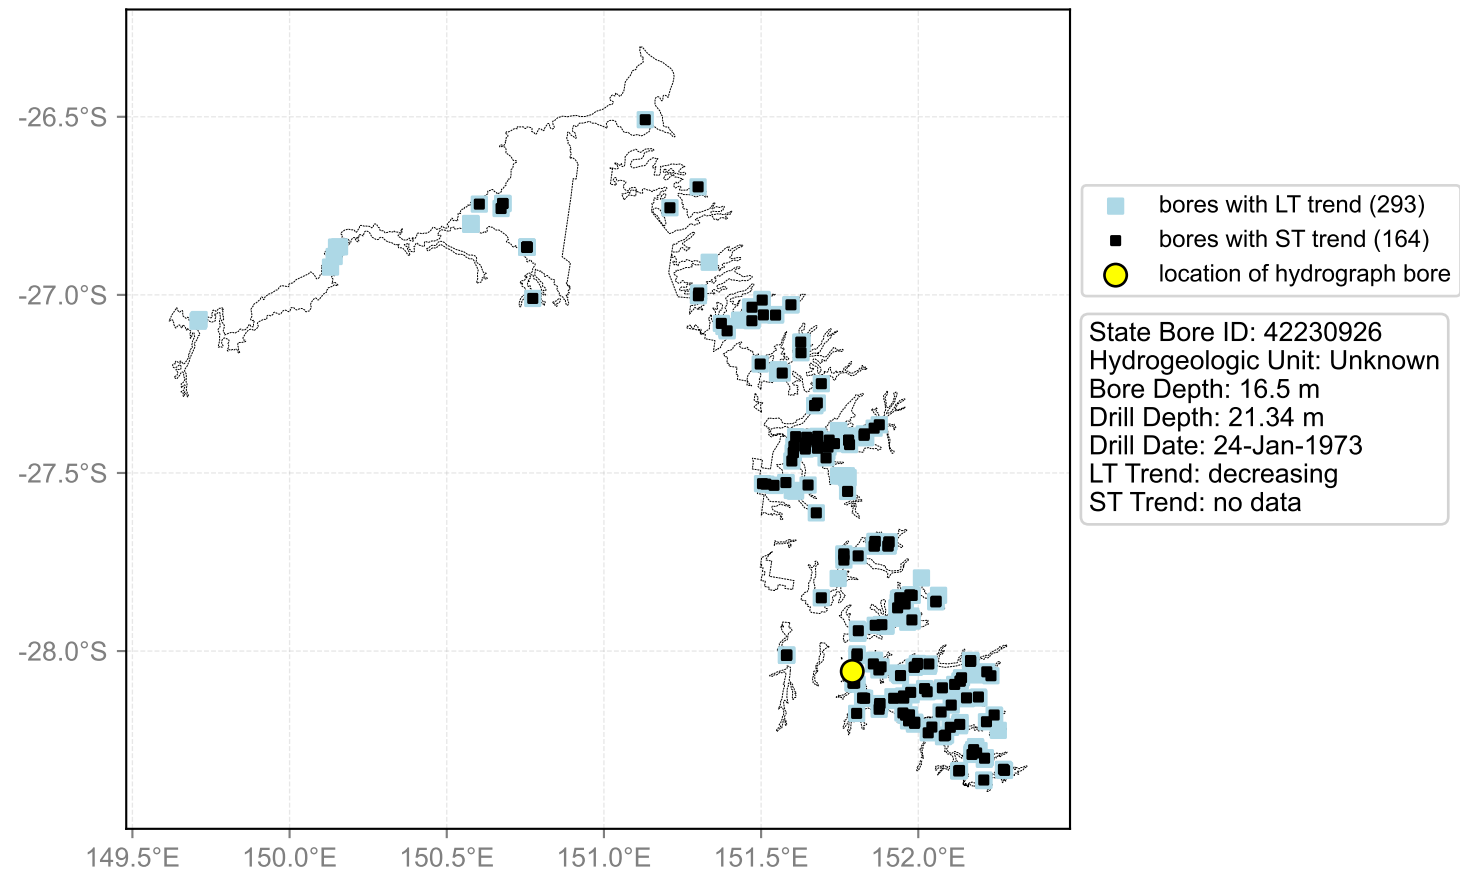 -26.5°S
-27.0°S
-27.5°S
-28.0°S
149.5°E
150.0°E
150.5°E
151.0°E
151.5°E
152.0°E
bores with LT trend (293)
bores with ST trend (164)
location of hydrograph bore
State Bore ID: 42230926
Hydrogeologic Unit: Unknown
Bore Depth: 16.5 m
Drill Depth: 21.34 m
Drill Date: 24-Jan-1973
LT Trend: decreasing
ST Trend: no data